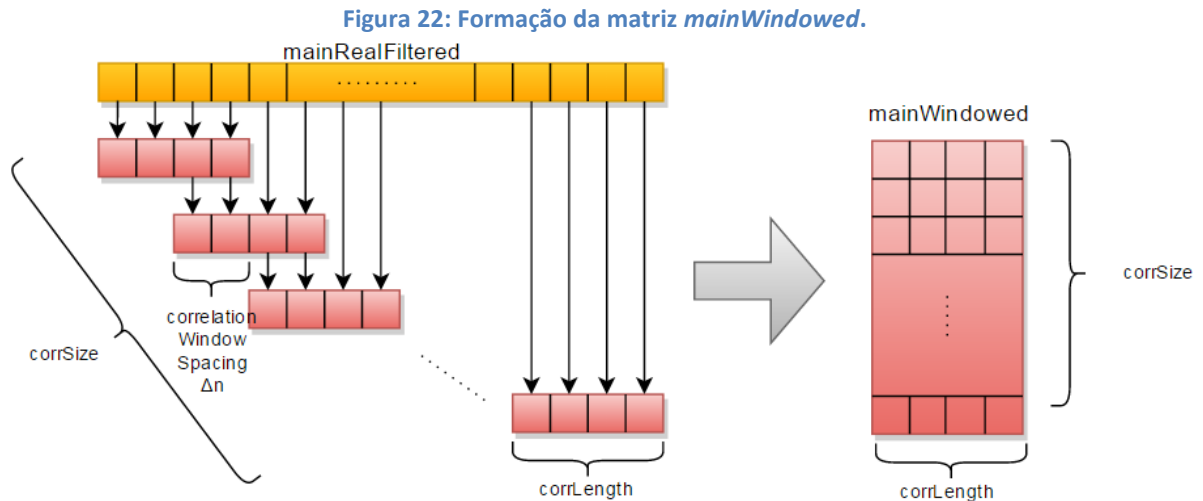 Figura 22: Formação da matriz mainWindowed.
mainRealFiltered
.........
mainWindowed
corrSize
correlation
Window
Spacing
Δn
corrSize
corrLength
corrLength